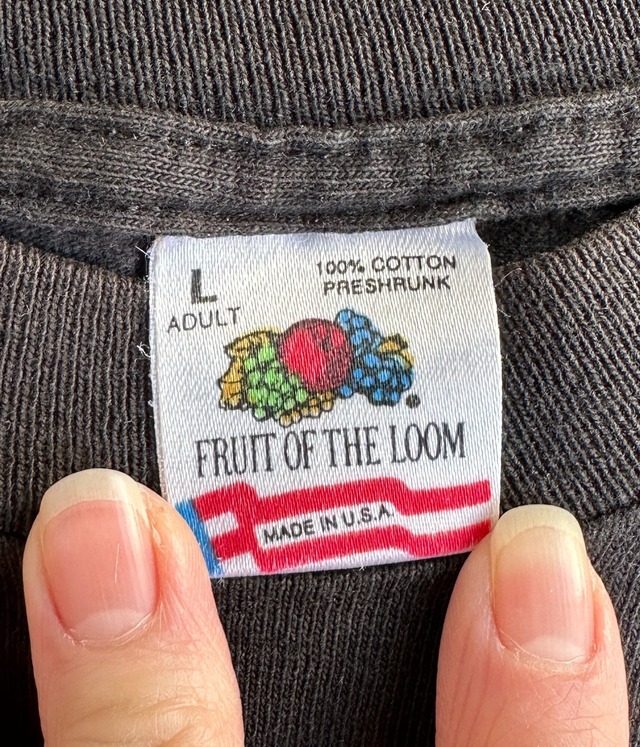 L
ADULT
100% COTTON
PRESHRUNK
FRUIT OF THE LOOM
MADE IN U.S.A.